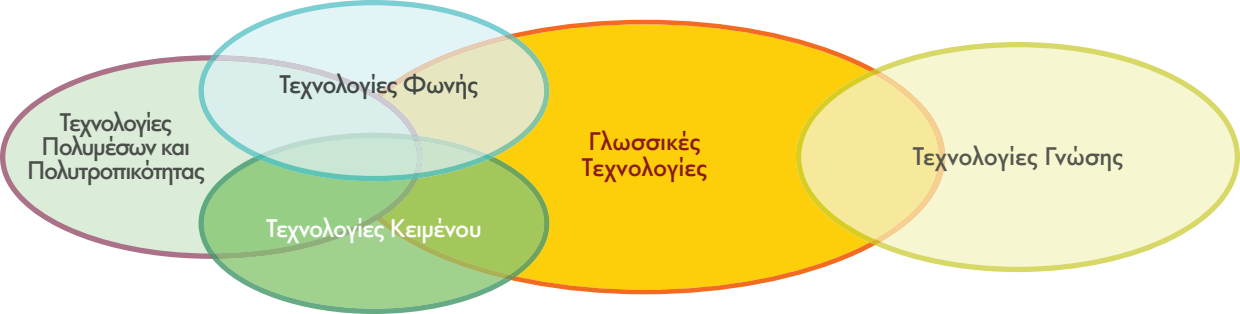 Τεχνολογίες Φωνής
Τεχνολογίες
Πολυμέσων και
Πολυτροπικότητας
Γλωσσικές
Τεχνολογίες
Τεχνολογίες Γνώσης
Τεχνολογίες Κειμένου